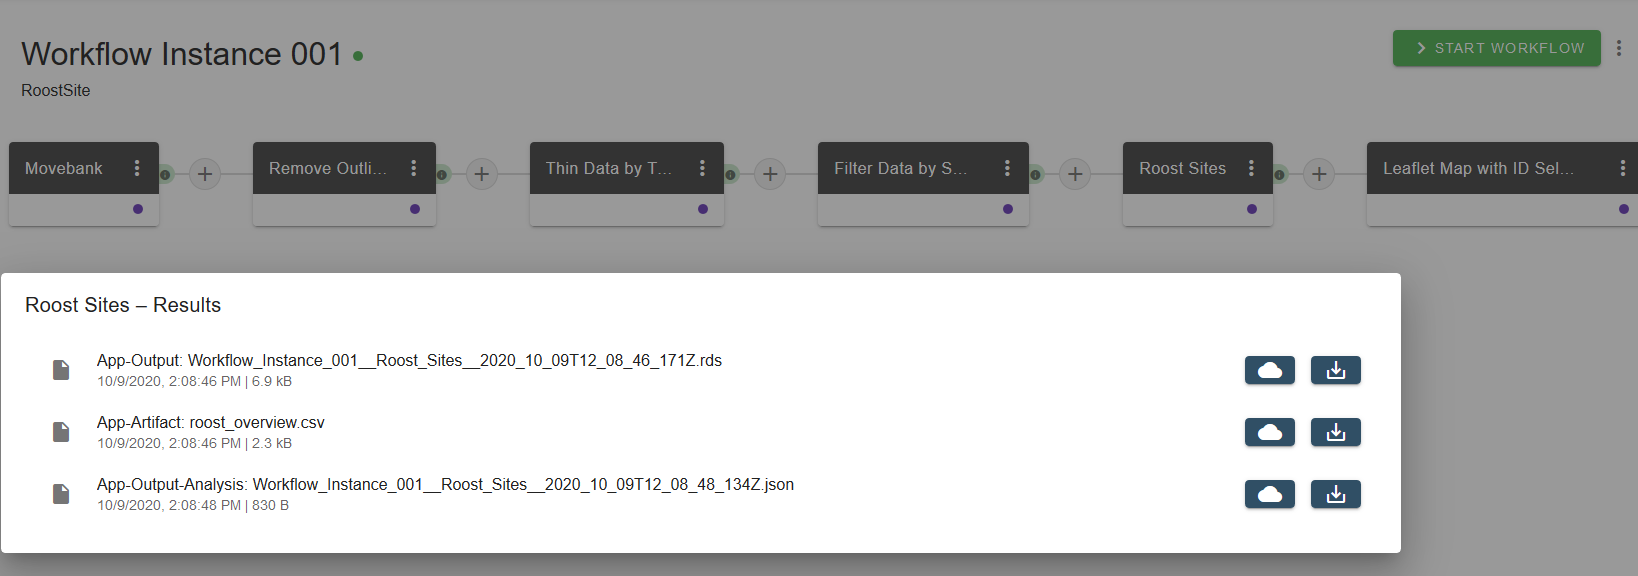 Workflow Instance 001
START WORKFLOW
RoostSite
Movebank
Remove Outli...
Thin Data by T...
Filter Data by S...
Roost Sites
Leaflet Map with ID Sel...
Roost Sites – Results
App-Output: Workflow_Instance_001__Roost_Sites__2020_10_09T12_08_46_171Z.rds
10/9/2020, 2:08:46 PM | 6.9 kB
App-Artifact: roost_overview.csv
10/9/2020, 2:08:46 PM | 2.3 kB
App-Output-Analysis: Workflow_Instance_001__Roost_Sites__2020_10_09T12_08_48_134Z.json
10/9/2020, 2:08:48 PM | 830 B